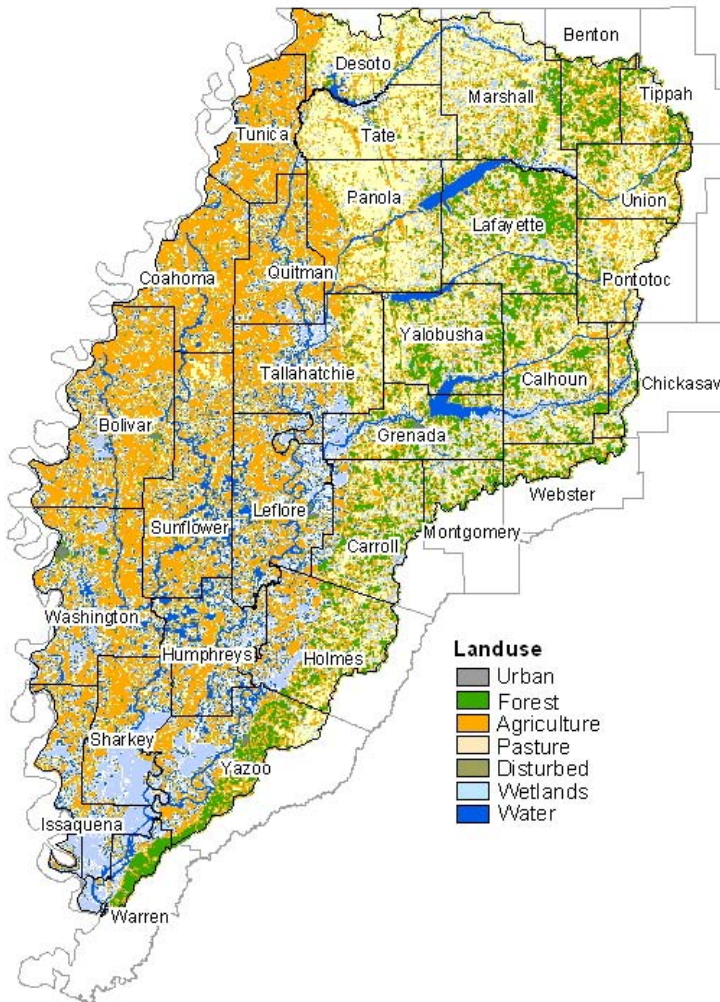 Benton
Desoto
Marshall
Tippah
Tunica
Tate
Panola
Union
Lafayette
Coahoma
Quitman
Pontotoc
Yalobusha
Tallahatchie
Calhoun
Chickasaw
Bolivar
Grenada
Webster
Leflore
Sunflower
Montgomery
Carroll
Washington
Humphreys
Holmes
Landuse
Urban
Forest
Agriculture
Pasture
Disturbed
Wetlands
Water
Sharkey
Yazoo
Issaquena
Warren